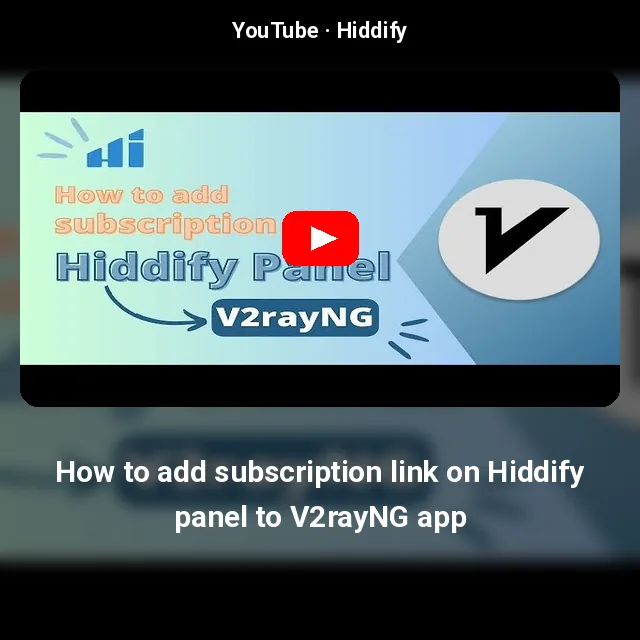 YouTube · Hiddify
Hi
How to add
subscription
Hiddify Panel
V2rayNG
How to add subscription link on Hiddify
panel to V2rayNG app